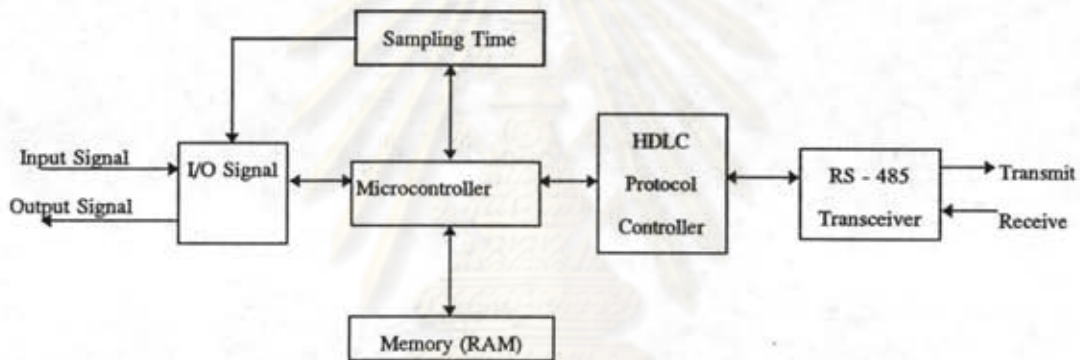 Sampling Time
Input Signal
Output Signal
I/O Signal
Microcontroller
HDLC
Protocol
Controller
RS - 485
Transceiver
Transmit
Receive
Memory (RAM)